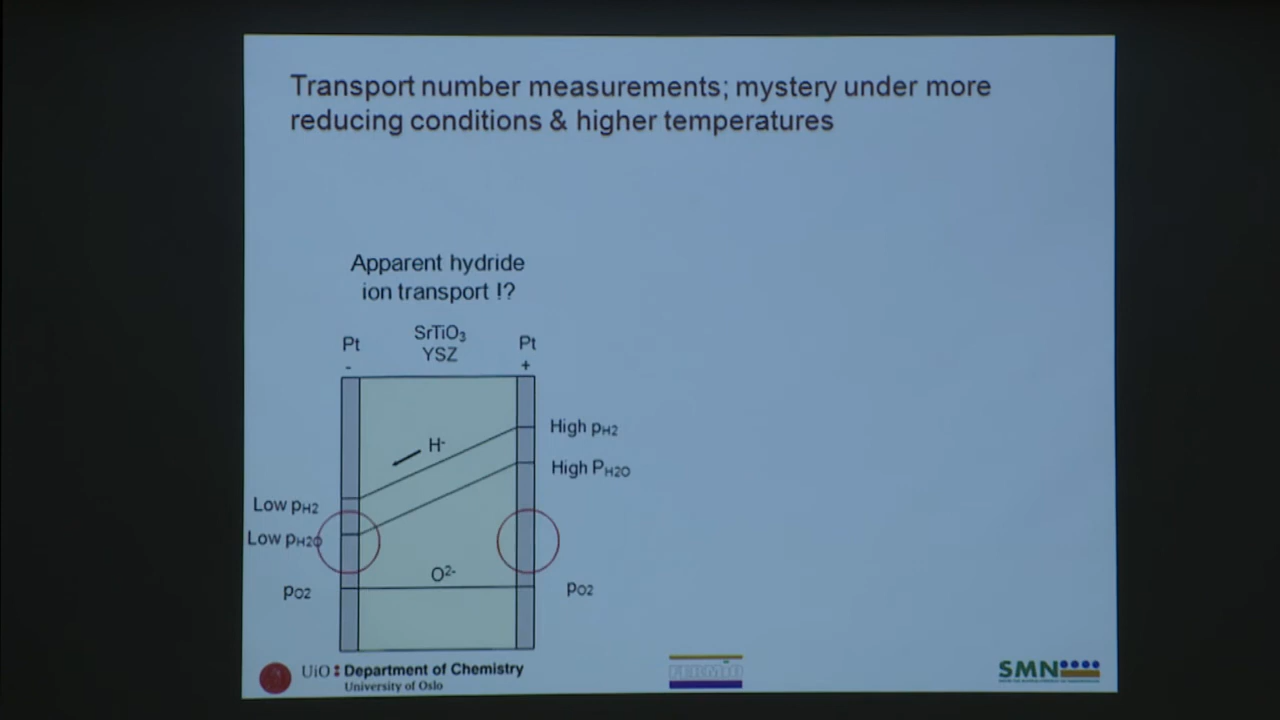 Transport number measurements; mystery under more
reducing conditions & higher temperatures
Apparent hydride
ion transport !?
Pt
SrTiO3
YSZ
Pt
-
+
H-
High pH2
High PH2O
Low pH2
Low pH2O
O2-
pO2
pO2
UiO: Department of Chemistry
University of Oslo
FERMiO
SMN